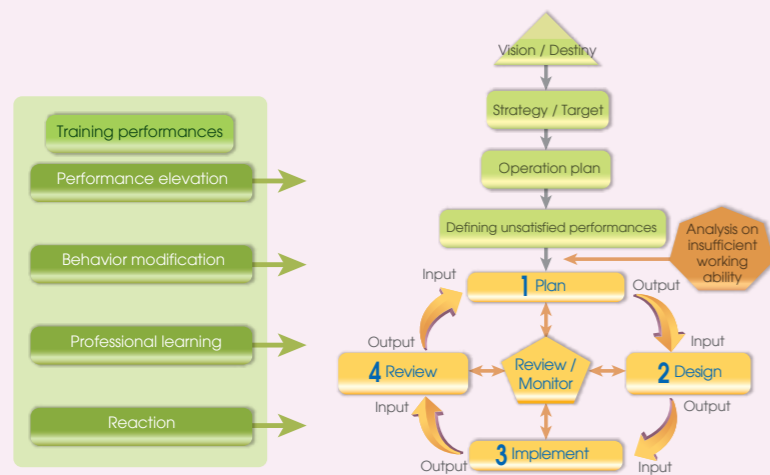 Training performances
Performance elevation
Behavior modification
Professional learning
Reaction
Vision / Destiny
Strategy / Target
Operation plan
Defining unsatisfied performances
Analysis on
insufficient
working
ability
Input
1 Plan
Output
Output
Input
4 Review
Review /
Monitor
2 Design
Input
Output
Output
3 Implement
Input